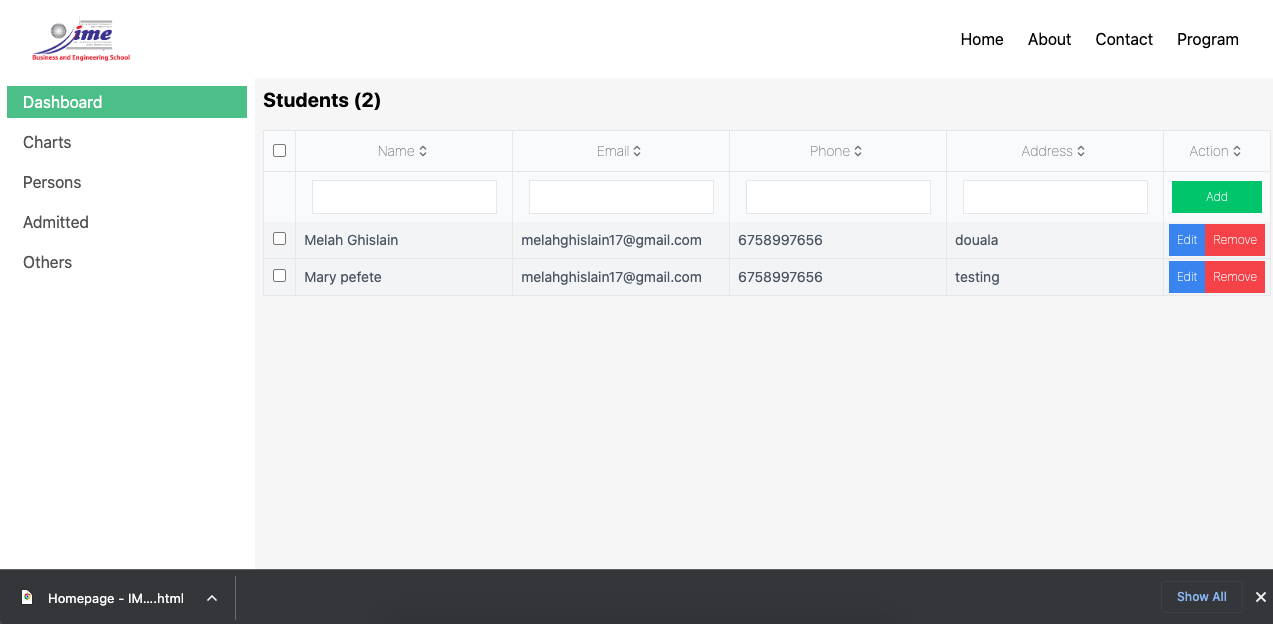 ime
Business and Engineering School
Home About Contact Program
Dashboard
Charts
Persons
Admitted
Others
Students (2)
Name Email Phone Address Action
Add
Melah Ghislain melahghislain17@gmail.com 6758997656 douala Edit Remove
Mary pefete melahghislain17@gmail.com 6758997656 testing Edit Remove
Homepage - IM....html
Show All